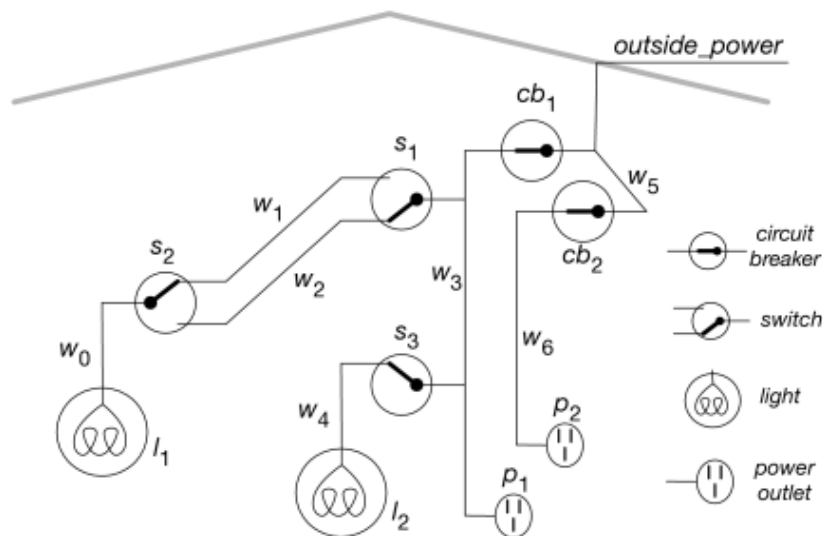 outside_power
cb₁
s₁
w₅
w₁
cb₂
circuit
breaker
s₂
w₂
w₃
switch
w₀
s₃
w₆
light
w₄
p₂
l₁
p₁
power
outlet
l₂